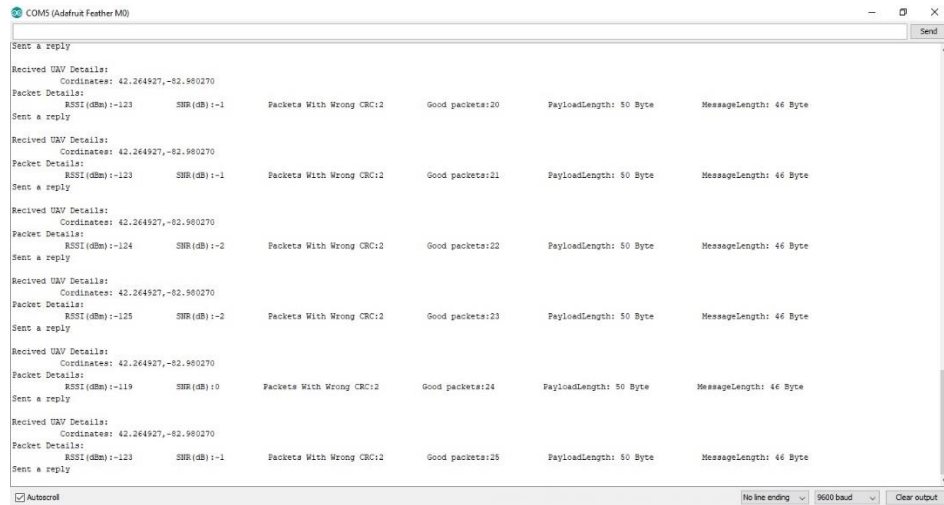 COM5 (Adafruit Feather M0)
Send
Sent a reply
Recived UAV Details:
Cordinates: 42.264927,-82.980270
Packet Details:
RSSI(dBm):-123 SNR(dB):-1 Packets With Wrong CRC:2 Good packets:20 PayloadLength: 50 Byte MessageLength: 46 Byte
Sent a reply
Recived UAV Details:
Cordinates: 42.264927,-82.980270
Packet Details:
RSSI(dBm):-123 SNR(dB):-1 Packets With Wrong CRC:2 Good packets:21 PayloadLength: 50 Byte MessageLength: 46 Byte
Sent a reply
Recived UAV Details:
Cordinates: 42.264927,-82.980270
Packet Details:
RSSI(dBm):-124 SNR(dB):-2 Packets With Wrong CRC:2 Good packets:22 PayloadLength: 50 Byte MessageLength: 46 Byte
Sent a reply
Recived UAV Details:
Cordinates: 42.264927,-82.980270
Packet Details:
RSSI(dBm):-125 SNR(dB):-2 Packets With Wrong CRC:2 Good packets:23 PayloadLength: 50 Byte MessageLength: 46 Byte
Sent a reply
Recived UAV Details:
Cordinates: 42.264927,-82.980270
Packet Details:
RSSI(dBm):-119 SNR(dB):0 Packets With Wrong CRC:2 Good packets:24 PayloadLength: 50 Byte MessageLength: 46 Byte
Sent a reply
Recived UAV Details:
Cordinates: 42.264927,-82.980270
Packet Details:
RSSI(dBm):-123 SNR(dB):-1 Packets With Wrong CRC:2 Good packets:25 PayloadLength: 50 Byte MessageLength: 46 Byte
Sent a reply
Autoscroll No line ending 9600 baud Clear output